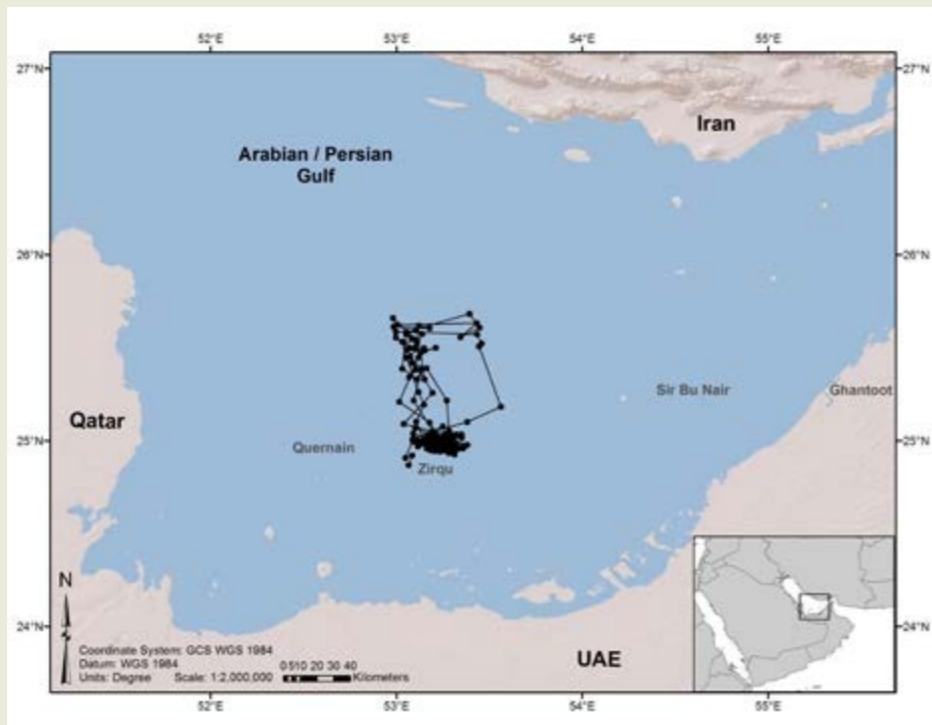 52°E 53°E 54°E 55°E
27°N 27°N
Iran
Arabian / Persian
Gulf
26°N 26°N
Sir Bu Nair Ghantoot
Qatar
25°N 25°N
Quernain
Zirqu
N
24°N 24°N
Coordinate System: GCS WGS 1984
Datum: WGS 1984
Units: Degree Scale: 1:2,000,000
0 5 10 20 30 40
Kilometers
UAE
52°E 53°E 54°E 55°E